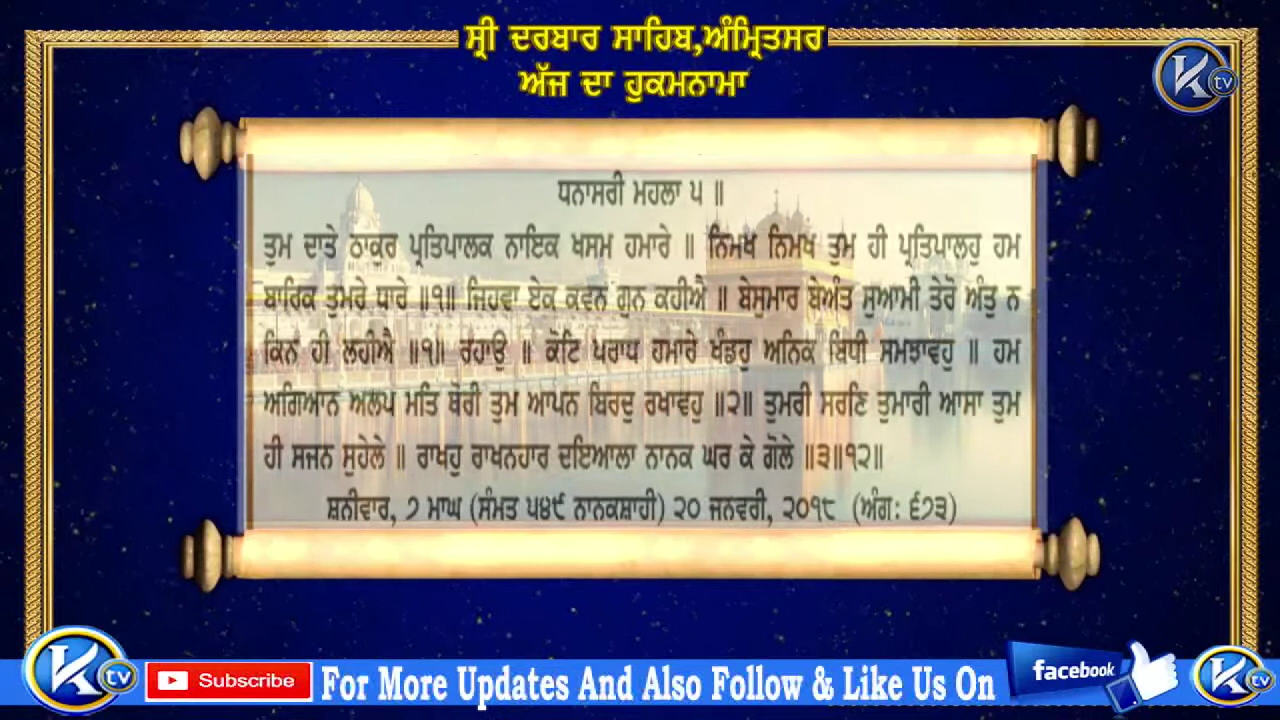 ਸ੍ਰੀ ਦਰਬਾਰ ਸਾਹਿਬ,ਅੰਮ੍ਰਿਤਸਰ
ਅੱਜ ਦਾ ਹੁਕਮਨਾਮਾ
K tv
ਧਨਾਸਰੀ ਮਹਲਾ ੫ ॥
ਤੁਮ ਦਾਤੇ ਠਾਕੁਰ ਪ੍ਰਤਿਪਾਲਕ ਨਾਇਕ ਖਸਮ ਹਮਾਰੇ ॥ ਨਿਮਖ ਨਿਮਖ ਤੁਮ ਹੀ ਪ੍ਰਤਿਪਾਲਹੁ ਹਮ
ਬਾਰਿਕ ਤੁਮਰੇ ਧਾਰੇ ॥੧॥ ਜਿਹਵਾ ਏਕ ਕਵਨ ਗੁਨ ਕਹੀਐ ॥ ਬੇਸੁਮਾਰ ਬੇਅੰਤ ਸੁਆਮੀ ਤੇਰੋ ਅੰਤੁ ਨ
ਕਿਨ ਹੀ ਲਹੀਐ ॥੧॥ ਰਹਾਉ ॥ ਕੋਟਿ ਪਰਾਧ ਹਮਾਰੇ ਖੰਡਹੁ ਅਨਿਕ ਬਿਧੀ ਸਮਝਾਵਹੁ ॥ ਹਮ
ਅਗਿਆਨ ਅਲਪ ਮਤਿ ਥੋਰੀ ਤੁਮ ਆਪਨ ਬਿਰਦੁ ਰਖਾਵਹੁ ॥੨॥ ਤੁਮਰੀ ਸਰਣਿ ਤੁਮਾਰੀ ਆਸਾ ਤੁਮ
ਹੀ ਸਜਨ ਸੁਹੇਲੇ ॥ ਰਾਖਹੁ ਰਾਖਨਹਾਰ ਦਇਆਲਾ ਨਾਨਕ ਘਰ ਕੇ ਗੋਲੇ ॥੩॥੧੨॥
ਸ਼ਨੀਵਾਰ, ੭ ਮਾਘ (ਸੰਮਤ ੫੪੯ ਨਾਨਕਸ਼ਾਹੀ) ੨੦ ਜਨਵਰੀ, ੨੦੧੮ (ਅੰਗ: ੬੭੩)
K tv
Subscribe
For More Updates And Also Follow & Like Us On
facebook
K tv